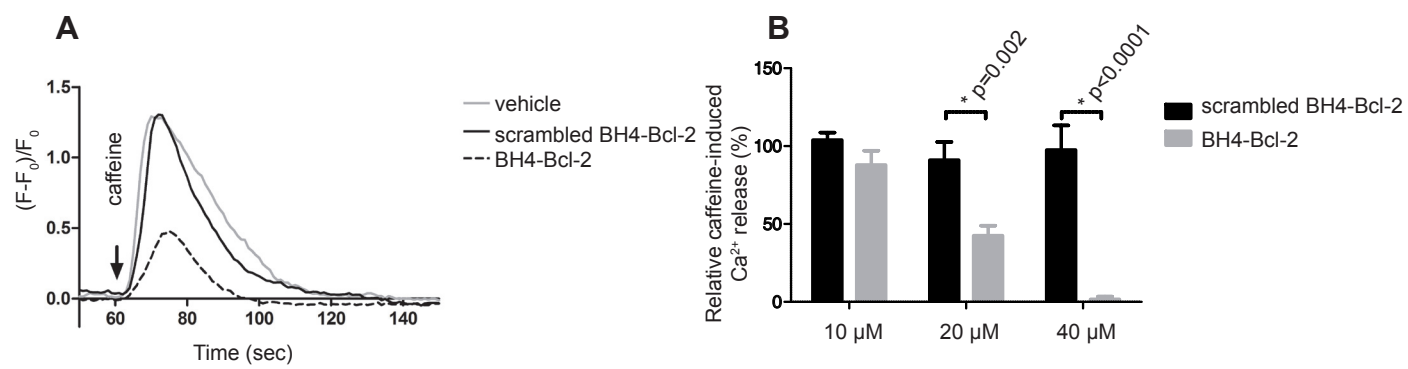 A
(F-F0)/F0
1.5
1.0
0.5
0.0
caffeine
60 80 100 120 140
Time (sec)
vehicle
scrambled BH4-Bcl-2
BH4-Bcl-2
B
Relative caffeine-induced
Ca2+ release (%)
150
100
50
0
* p=0.002
* p<0.0001
10 µM 20 µM 40 µM
scrambled BH4-Bcl-2
BH4-Bcl-2